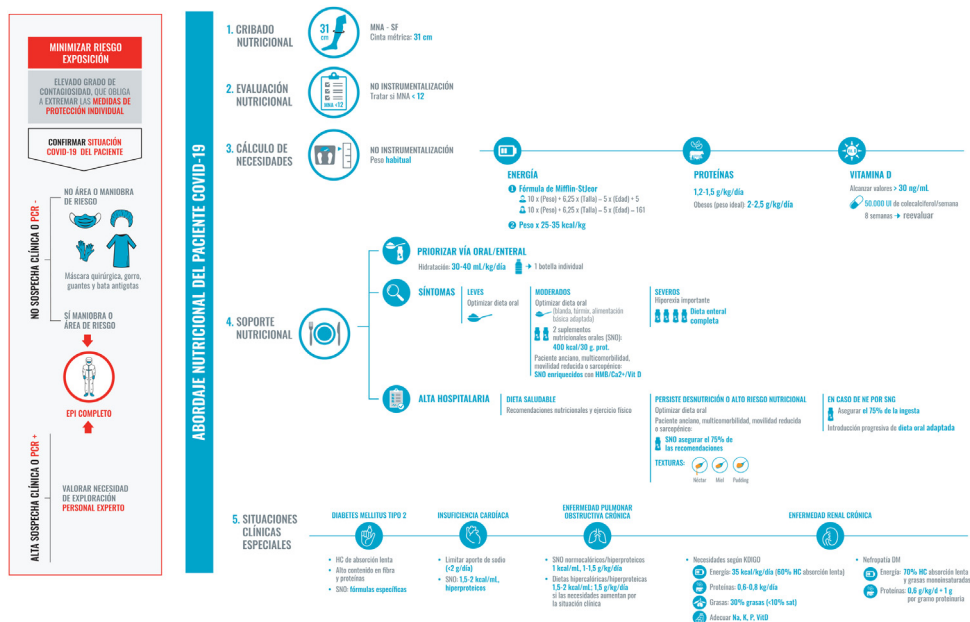 MINIMIZAR RIESGO
EXPOSICIÓN
ELEVADO GRADO DE
CONTAGIOSIDAD, QUE OBLIGA
A EXTREMAR LAS MEDIDAS DE
PROTECCIÓN INDIVIDUAL
CONFIRMAR SITUACIÓN
COVID-19 DEL PACIENTE
NO SOSPECHA CLÍNICA O PCR -
NO ÁREA O MANIOBRA
DE RIESGO
Máscara quirúrgica, gorro,
guantes y bata antigotas
SÍ MANIOBRA O
ÁREA DE RIESGO
EPI COMPLETO
ALTA SOSPECHA CLÍNICA O PCR +
VALORAR NECESIDAD
DE EXPLORACIÓN
PERSONAL EXPERTO
ABORDAJE NUTRICIONAL DEL PACIENTE COVID-19
1. CRIBADO
NUTRICIONAL
31
cm
MNA - SF
Cinta métrica: 31 cm
2. EVALUACIÓN
NUTRICIONAL
MNA <12
NO INSTRUMENTALIZACIÓN
Tratar si MNA < 12
3. CÁLCULO DE
NECESIDADES
NO INSTRUMENTALIZACIÓN
Peso habitual
ENERGÍA
1 Fórmula de Mifflin-StJeor
10 x (Peso) + 6,25 x (Talla) – 5 x (Edad) + 5
10 x (Peso) + 6,25 x (Talla) – 5 x (Edad) – 161
2 Peso x 25-35 kcal/kg
PROTEÍNAS
1,2-1,5 g/kg/día
Obesos (peso ideal): 2-2,5 g/kg/día
VITAMINA D
Alcanzar valores > 30 ng/mL
50.000 UI de colecalciferol/semana
8 semanas → reevaluar
4. SOPORTE
NUTRICIONAL
PRIORIZAR VÍA ORAL/ENTERAL
Hidratación: 30-40 mL/kg/día → 1 botella individual
SÍNTOMAS
LEVES
Optimizar dieta oral
MODERADOS
Optimizar dieta oral
(blanda, túrmix, alimentación
básica adaptada)
2 suplementos
nutricionales orales (SNO):
400 kcal/30 g. prot.
Paciente anciano, multicomorbilidad,
movilidad reducida o sarcopénico:
SNO enriquecidos con HMB/Ca2+/Vit D
SEVEROS
Hiporexia importante
Dieta enteral
completa
ALTA HOSPITALARIA
DIETA SALUDABLE
Recomendaciones nutricionales y ejercicio físico
PERSISTE DESNUTRICIÓN O ALTO RIESGO NUTRICIONAL
Optimizar dieta oral
Paciente anciano, multicomorbilidad, movilidad reducida
o sarcopénico:
SNO asegurar el 75% de
las recomendaciones
TEXTURAS:
Néctar Miel Pudding
EN CASO DE NE POR SNG
Asegurar el 75% de la ingesta
Introducción progresiva de dieta oral adaptada
5. SITUACIONES
CLÍNICAS
ESPECIALES
DIABETES MELLITUS TIPO 2
• HC de absorción lenta
• Alto contenido en fibra
y proteínas
• SNO: fórmulas específicas
INSUFICIENCIA CARDÍACA
• Limitar aporte de sodio
(<2 g/día)
• SNO: 1,5-2 kcal/mL,
hiperproteicos
ENFERMEDAD PULMONAR
OBSTRUCTIVA CRÓNICA
• SNO normocalóricos/hiperproteicos
1 kcal/mL, 1-1,5 g/kg/día
• Dietas hipercalóricas/hiperproteicas
1,5-2 kcal/mL; 1,5 g/kg/día
si las necesidades aumentan por
la situación clínica
ENFERMEDAD RENAL CRÓNICA
• Necesidades según KDIGO
Energía: 35 kcal/kg/día (60% HC absorción lenta)
Proteínas: 0,6-0,8 kg/día
Grasas: 30% grasas (<10% sat)
Adecuar Na, K, P, VitD
• Nefropatía DM
Energía: 70% HC absorción lenta
y grasas monoinsaturadas
Proteínas: 0,6 g/kg/d + 1 g
por gramo proteinuria